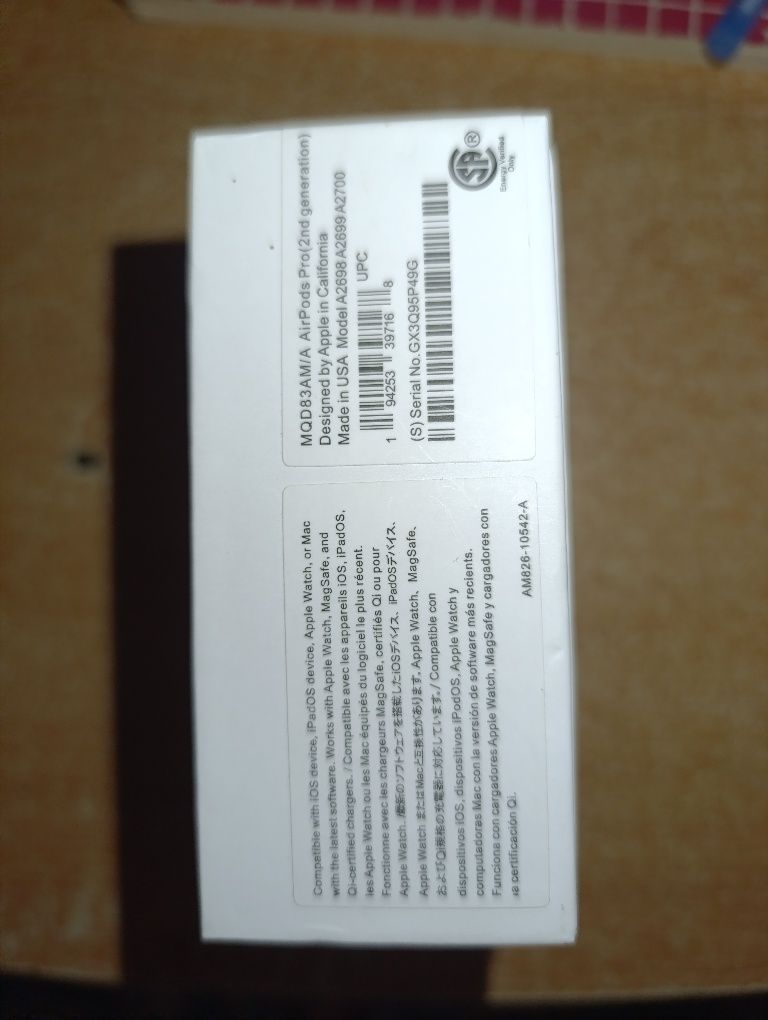 MQD83AM/A AirPods Pro(2nd generation)
Designed by Apple in California
Made in USA Model A2698 A2699 A2700
UPC
1 94253 39716 8
(S) Serial No.GX3Q95P49G
SA®
Energy Verified
Only
Compatible with iOS device, iPadOS device, Apple Watch, or Mac
with the latest software. Works with Apple Watch, MagSafe, and
Qi-certified chargers. / Compatible avec les appareils iOS, iPadOS,
les Apple Watch ou les Mac équipés du logiciel le plus récent.
Fonctionne avec les chargeurs MagSafe, certifiés Qi ou pour
Apple Watch. /最新のソフトウェアを搭載したiOSデバイス、iPadOSデバイス、
Apple Watch またはMacと互換性があります. Apple Watch、 MagSafe、
およびQi規格の充電器に対応しています. / Compatible con
dispositivos iOS, dispositivos iPodOS, Apple Watch y
computadoras Mac con la versión de software más recients.
Funciona con cargadores Apple Watch, MagSafe y cargadores con
la certificación Qi.
AM826-10542-A